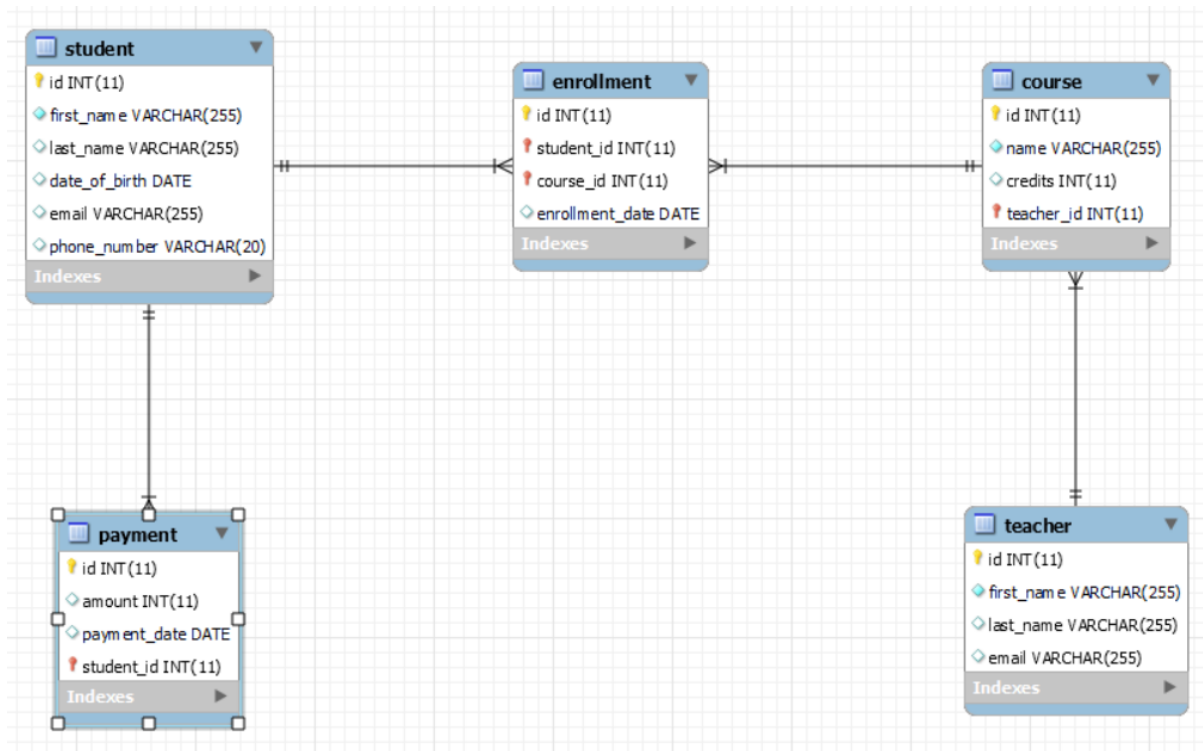 student
id INT(11)
first_name VARCHAR(255)
last_name VARCHAR(255)
date_of_birth DATE
email VARCHAR(255)
phone_number VARCHAR(20)
Indexes
enrollment
id INT(11)
student_id INT(11)
course_id INT(11)
enrollment_date DATE
Indexes
course
id INT(11)
name VARCHAR(255)
credits INT(11)
teacher_id INT(11)
Indexes
payment
id INT(11)
amount INT(11)
payment_date DATE
student_id INT(11)
Indexes
teacher
id INT(11)
first_name VARCHAR(255)
last_name VARCHAR(255)
email VARCHAR(255)
Indexes